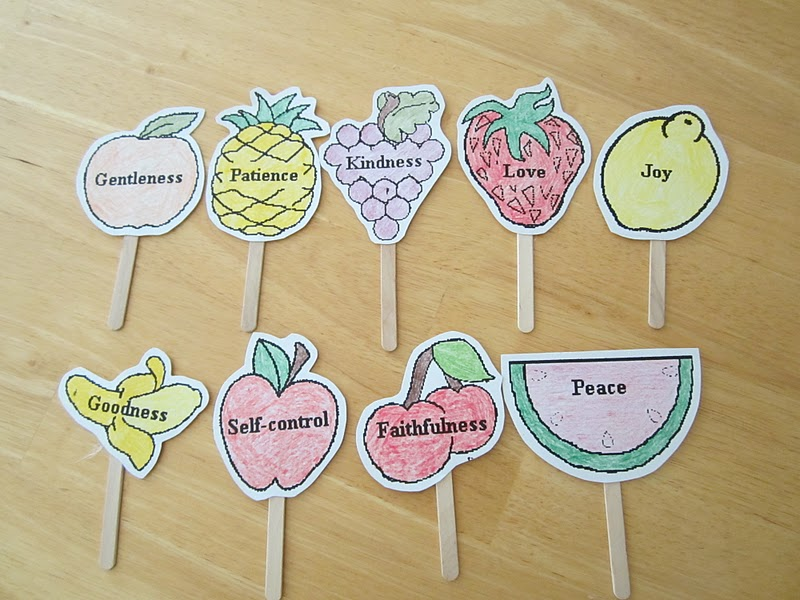 Gentleness
Patience
Kindness
Love
Joy
Goodness
Self-control
Faithfulness
Peace